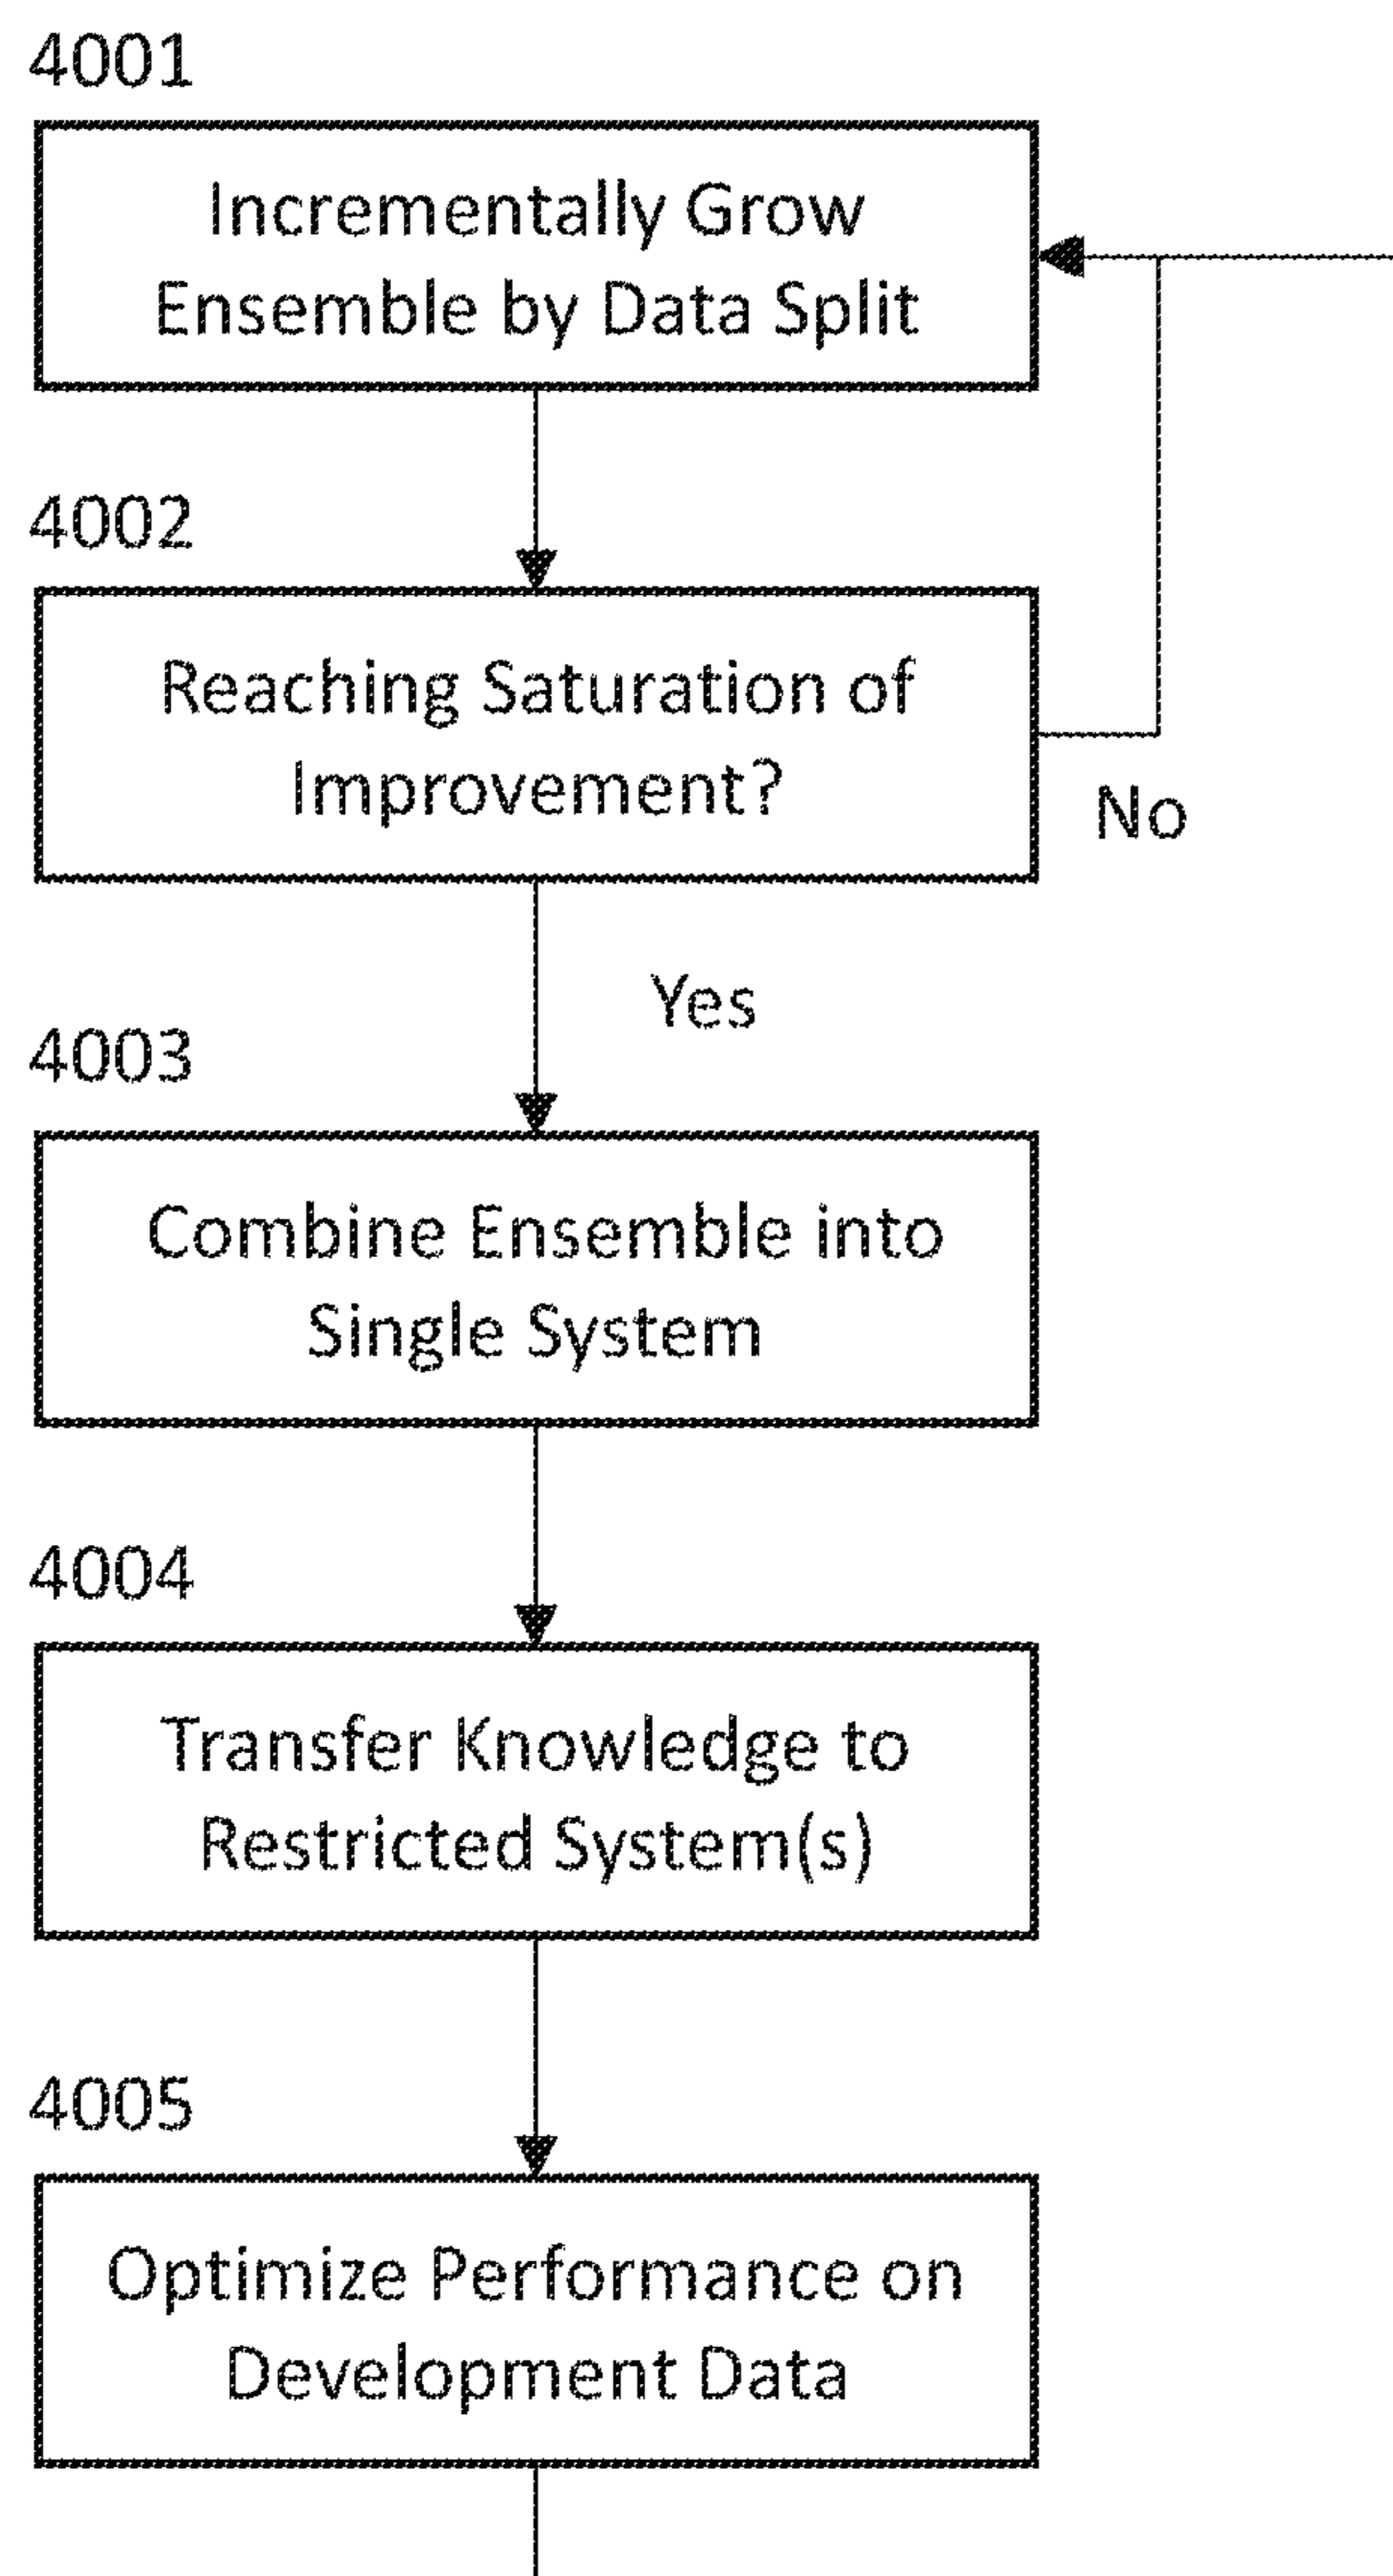 4001
Incrementally Grow
Ensemble by Data Split
4002
Reaching Saturation of
Improvement?
No
Yes
4003
Combine Ensemble into
Single System
4004
Transfer Knowledge to
Restricted System(s)
4005
Optimize Performance on
Development Data